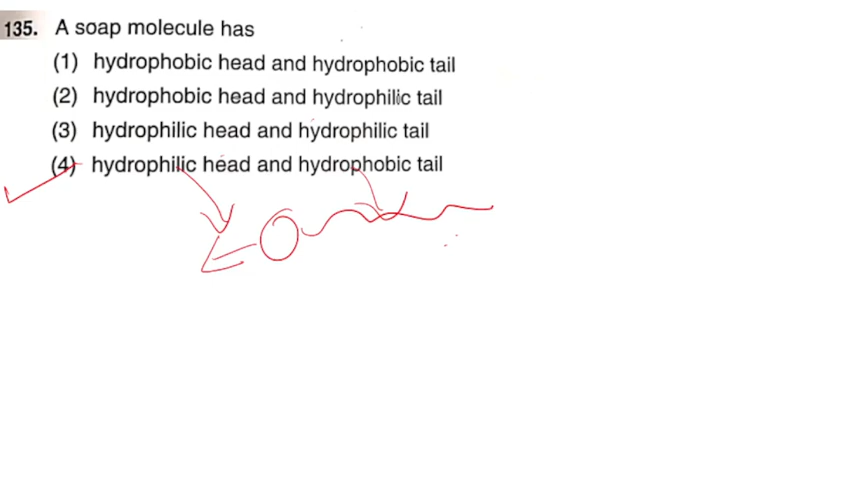 135. A soap molecule has
(1) hydrophobic head and hydrophobic tail
(2) hydrophobic head and hydrophilic tail
(3) hydrophilic head and hydrophilic tail
(4) hydrophilic head and hydrophobic tail